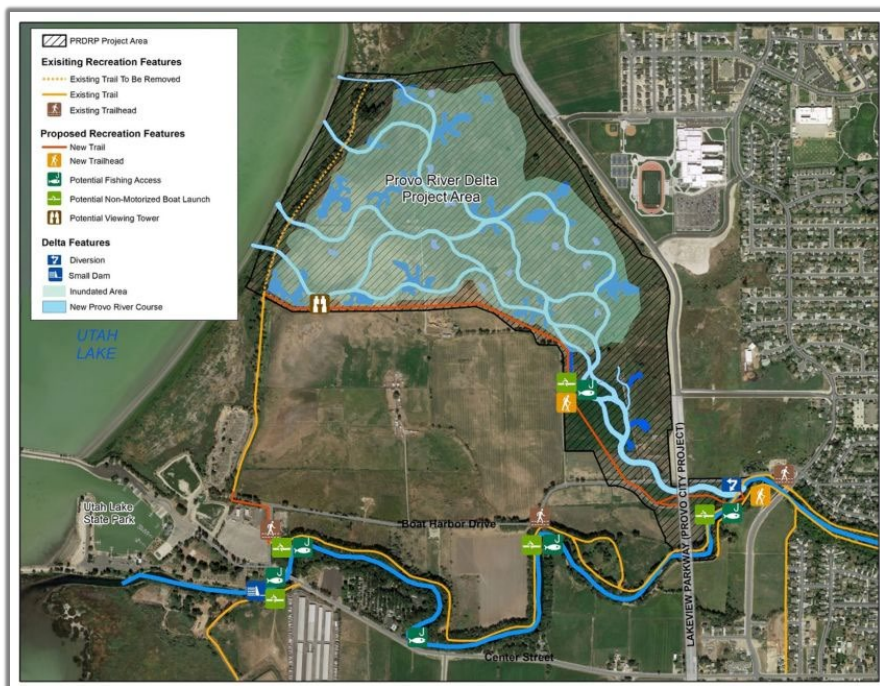 PRDRP Project Area
Exisiting Recreation Features
Existing Trail To Be Removed
Existing Trail
Existing Trailhead
Proposed Recreation Features
New Trail
New Trailhead
Potential Fishing Access
Potential Non-Motorized Boat Launch
Potential Viewing Tower
Delta Features
Diversion
Small Dam
Inundated Area
New Provo River Course
Provo River Delta
Project Area
UTAH
LAKE
Utah Lake
State Park
Boat Harbor Drive
Center Street
LAKEVIEW PARKWAY (PROVO CITY PROJECT)